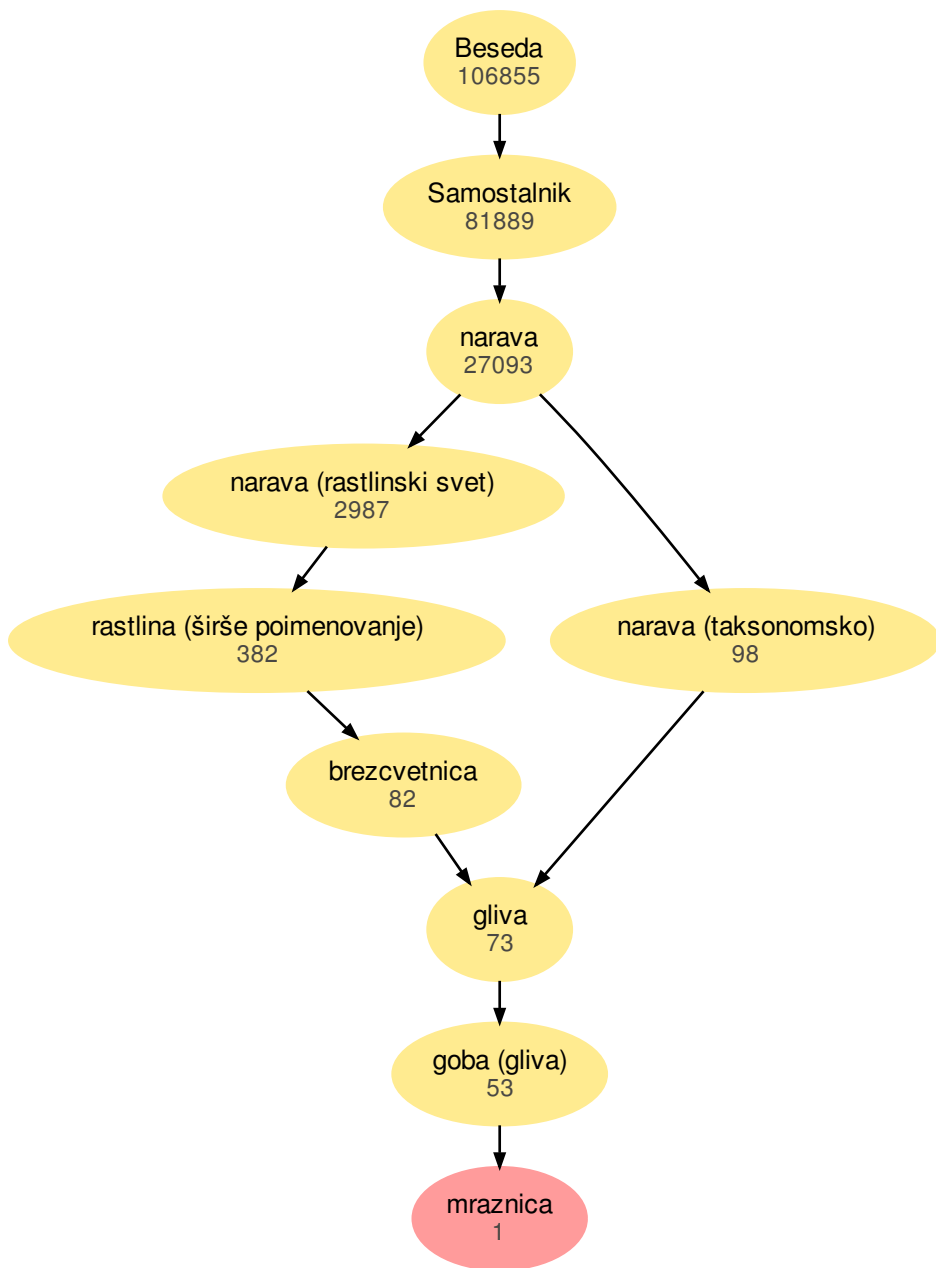 Beseda
106855
Samostalnik
81889
narava
27093
narava (rastlinski svet)
2987
rastlina (širše poimenovanje)
382
narava (taksonomsko)
98
brezcvetnica
82
gliva
73
goba (gliva)
53
mraznica
1